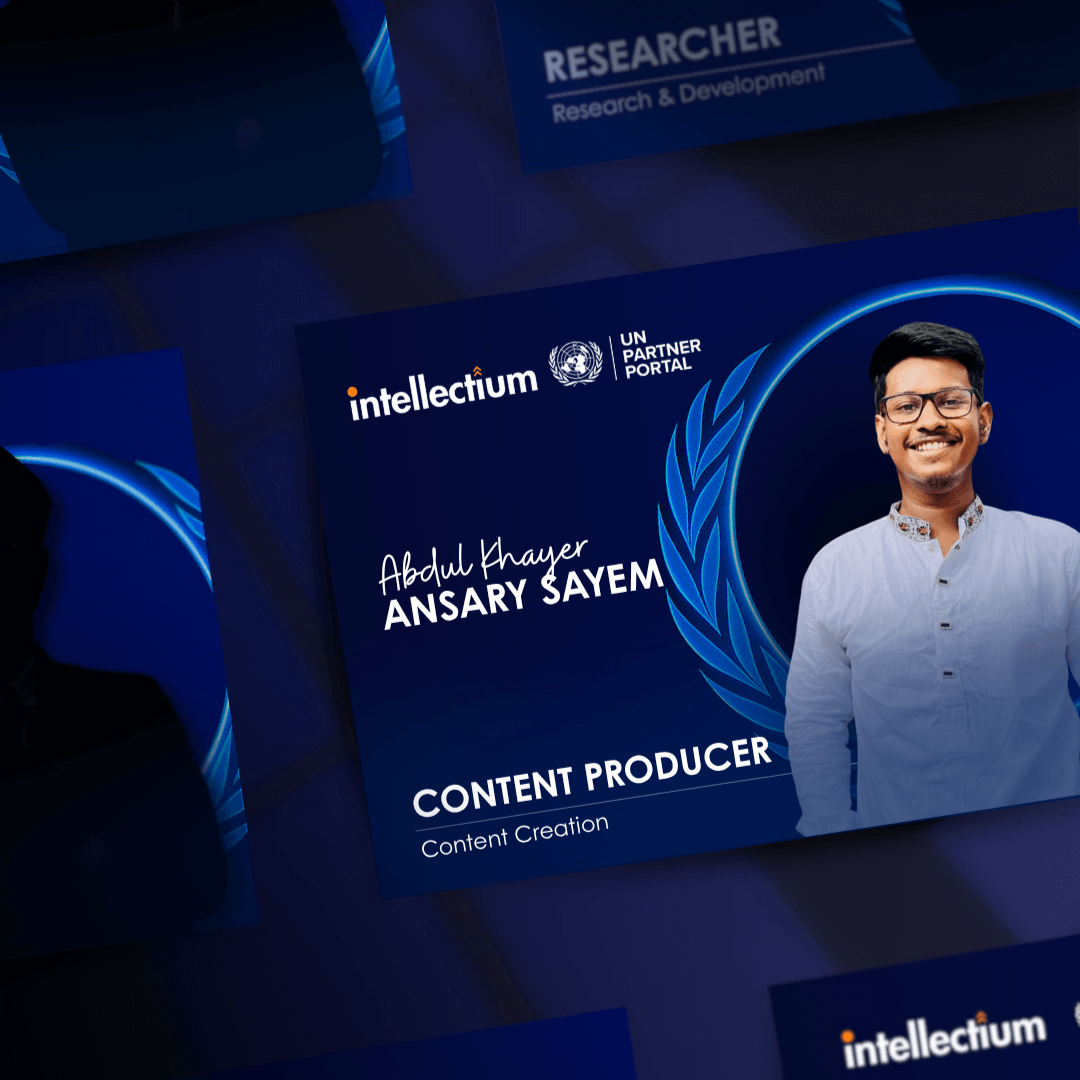 RESEARCHER
Research & Development
intellectium
UN
PARTNER
PORTAL
Abdul Khayer
ANSARY SAYEM
CONTENT PRODUCER
Content Creation
intellectium